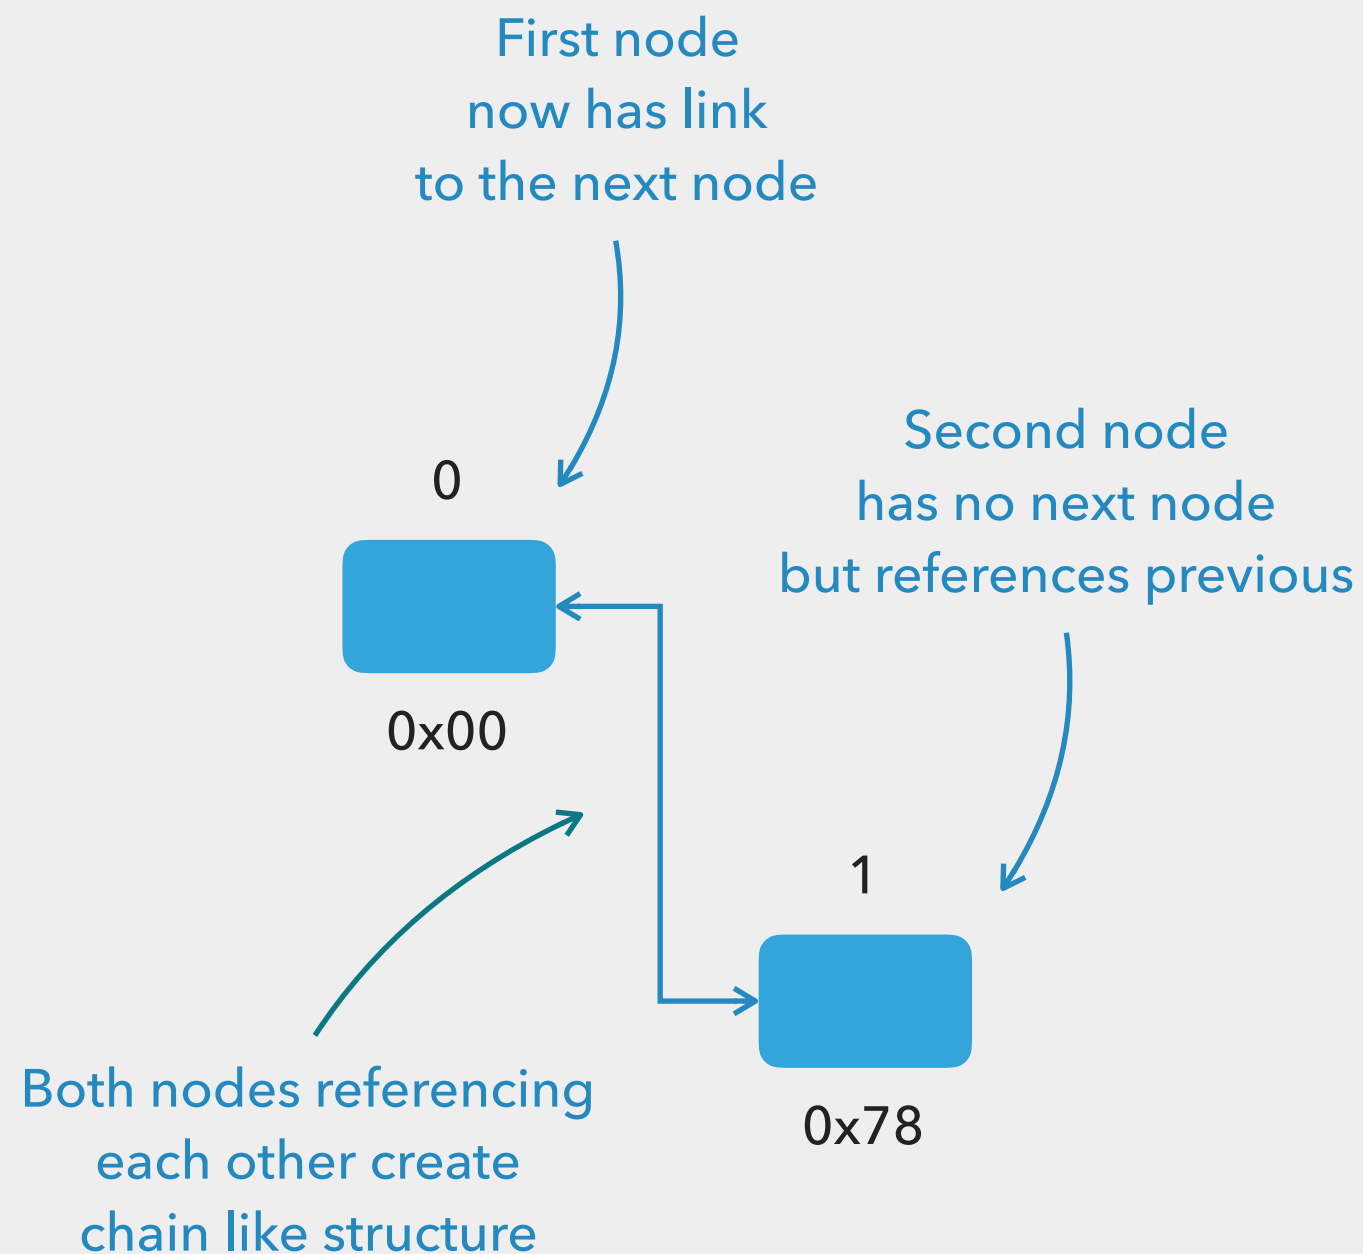 First node
now has link
to the next node
Second node
has no next node
but references previous
0
0x00
1
0x78
Both nodes referencing
each other create
chain like structure